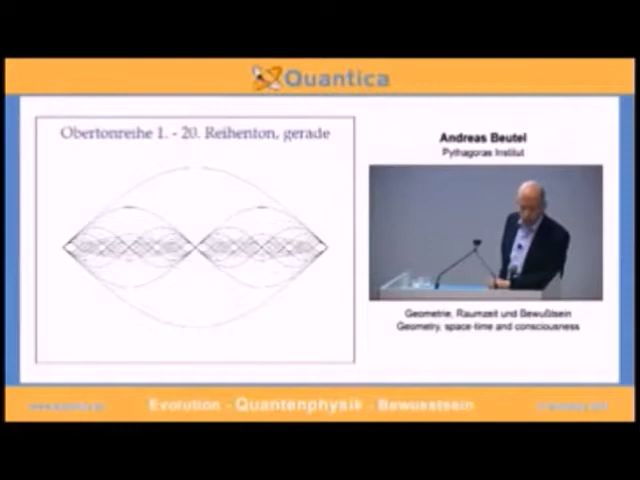 Quantica
Obertonreihe 1. - 20. Reihenton, gerade
Andreas Beutel
Pythagoras Institut
Geometrie, Raumzeit und Bewußtsein
Geometry, space-time and consciousness
Evolution - Quantenphysik - Bewusstsein